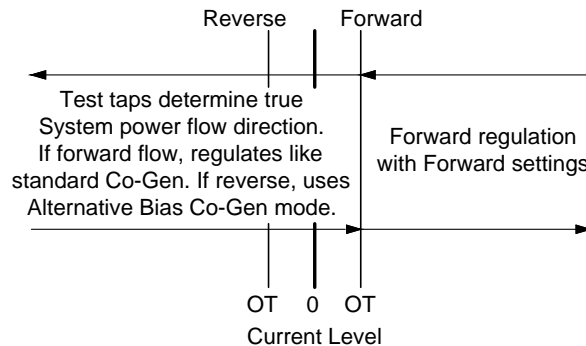 Reverse Forward
Test taps determine true
System power flow direction.
If forward flow, regulates like
standard Co-Gen. If reverse, uses
Alternative Bias Co-Gen mode.
Forward regulation
with Forward settings
OT 0 OT
Current Level